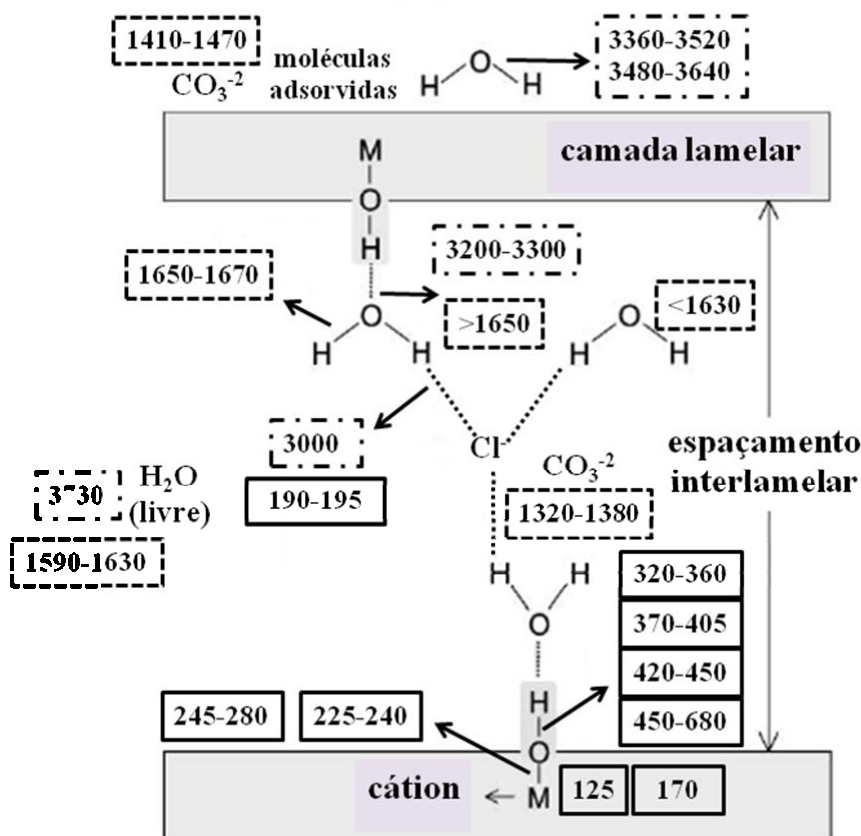 1410-1470
CO₃⁻²
moléculas
adsorvidas
H O H
3360-3520
3480-3640
camada lamelar
M
O
H
3200-3300
1650-1670
>1650
<1630
H O H
H O H
3000
Cl⁻
190-195
3730
H₂O
(livre)
1590-1630
CO₃⁻²
1320-1380
espaçamento
interlamelar
H H
O
320-360
370-405
420-450
450-680
H
O
M
245-280
225-240
cátion
125
170